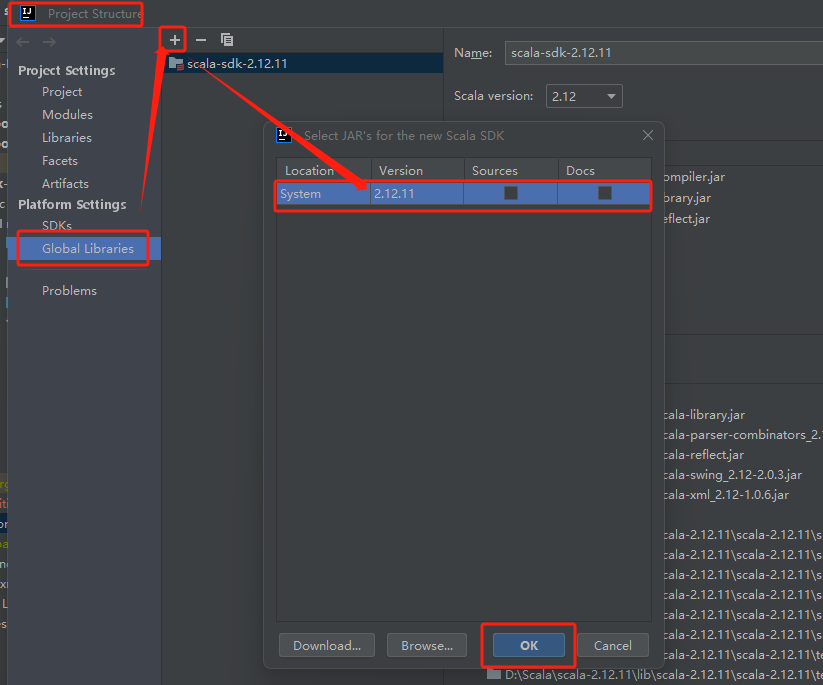 Project Structure
Project Settings
Project
Modules
Libraries
Facets
Artifacts
Platform Settings
SDKs
Global Libraries
Problems
scala-sdk-2.12.11
Name:
scala-sdk-2.12.11
Scala version:
2.12
Select JAR's for the new Scala SDK
Location Version Sources Docs
System 2.12.11
ompiler.jar
brary.jar
eflect.jar
cala-library.jar
cala-parser-combinators_2.
cala-reflect.jar
cala-swing_2.12-2.0.3.jar
cala-xml_2.12-1.0.6.jar
cala-2.12.11\scala-2.12.11\s
cala-2.12.11\scala-2.12.11\s
cala-2.12.11\scala-2.12.11\s
cala-2.12.11\scala-2.12.11\s
cala-2.12.11\scala-2.12.11\s
cala-2.12.11\scala-2.12.11\s
cala-2.12.11\scala-2.12.11\te
D:\Scala\scala-2.12.11\lib\scala-2.12.11\scala-2.12.11\te
Download...
Browse...
OK
Cancel